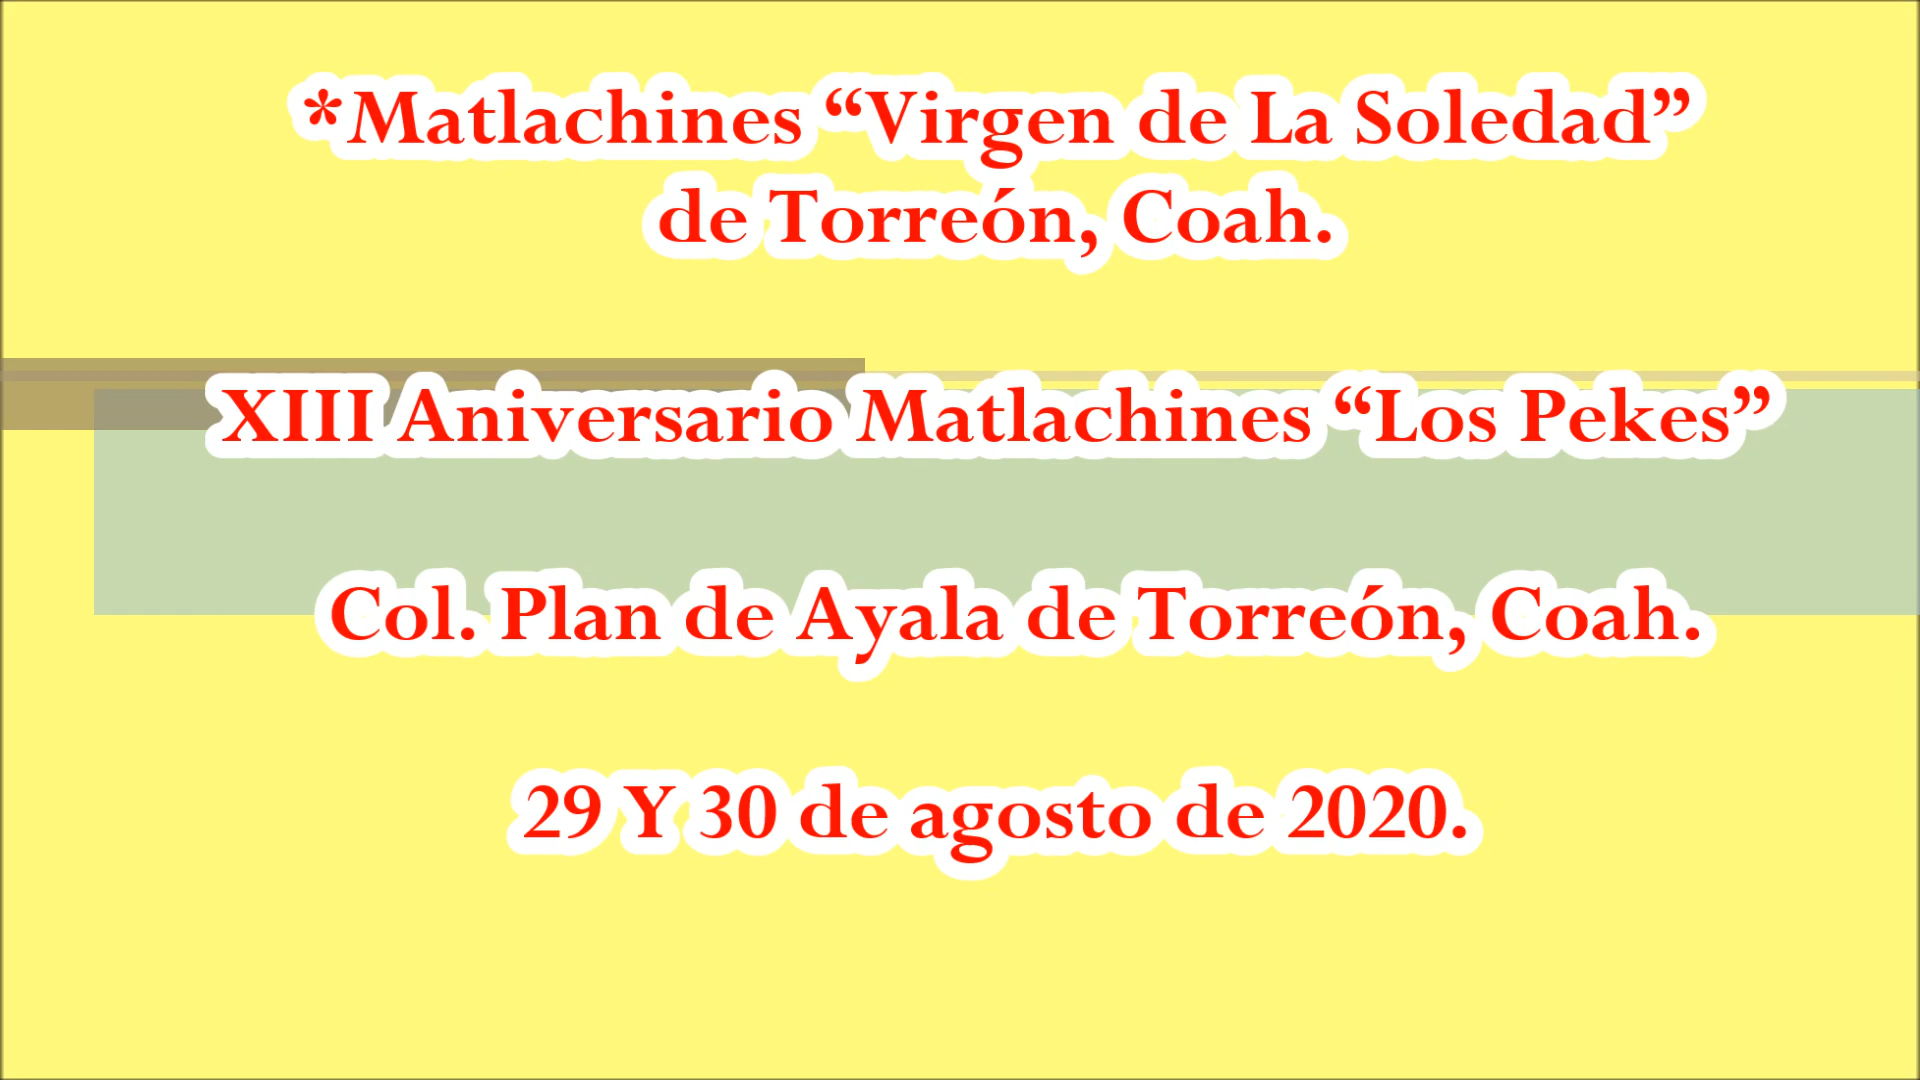 *Matlachines “Virgen de La Soledad”
de Torreón, Coah.
XIII Aniversario Matlachines “Los Pekes”
Col. Plan de Ayala de Torreón, Coah.
29 Y 30 de agosto de 2020.